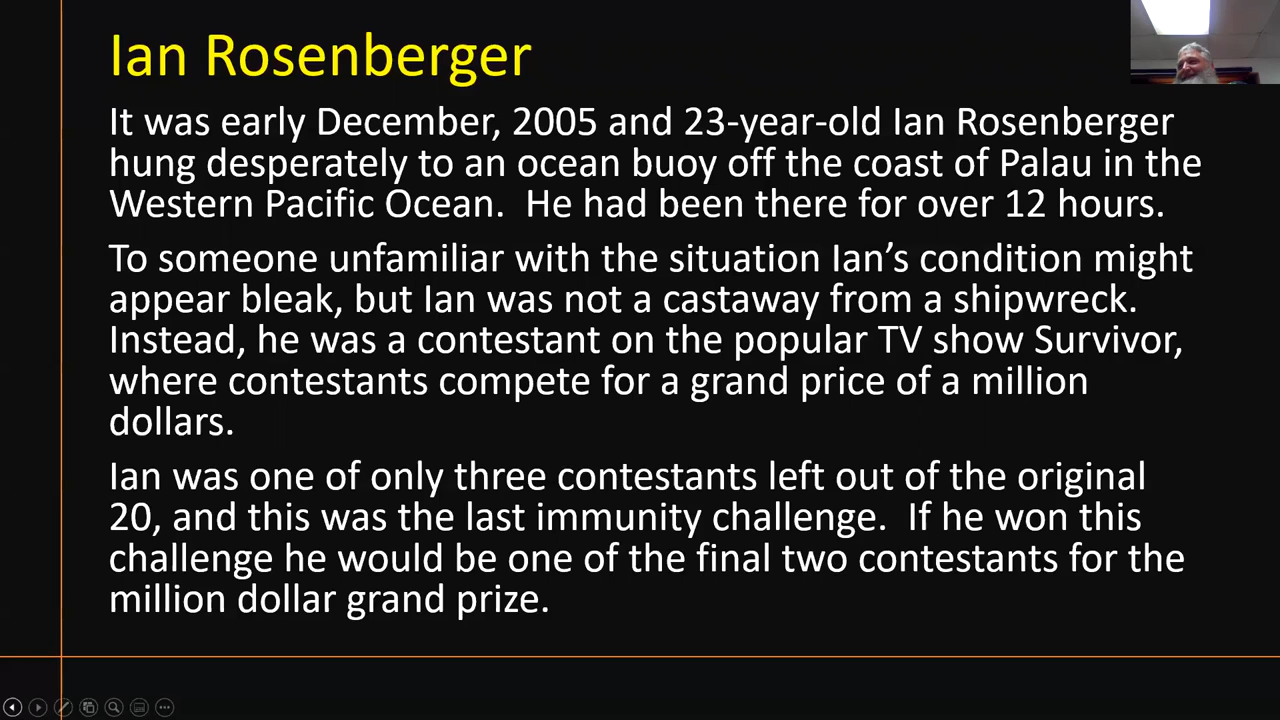 Ian Rosenberger
It was early December, 2005 and 23-year-old Ian Rosenberger
hung desperately to an ocean buoy off the coast of Palau in the
Western Pacific Ocean.  He had been there for over 12 hours.
To someone unfamiliar with the situation Ian’s condition might
appear bleak, but Ian was not a castaway from a shipwreck.
Instead, he was a contestant on the popular TV show Survivor,
where contestants compete for a grand price of a million
dollars.
Ian was one of only three contestants left out of the original
20, and this was the last immunity challenge.  If he won this
challenge he would be one of the final two contestants for the
million dollar grand prize.